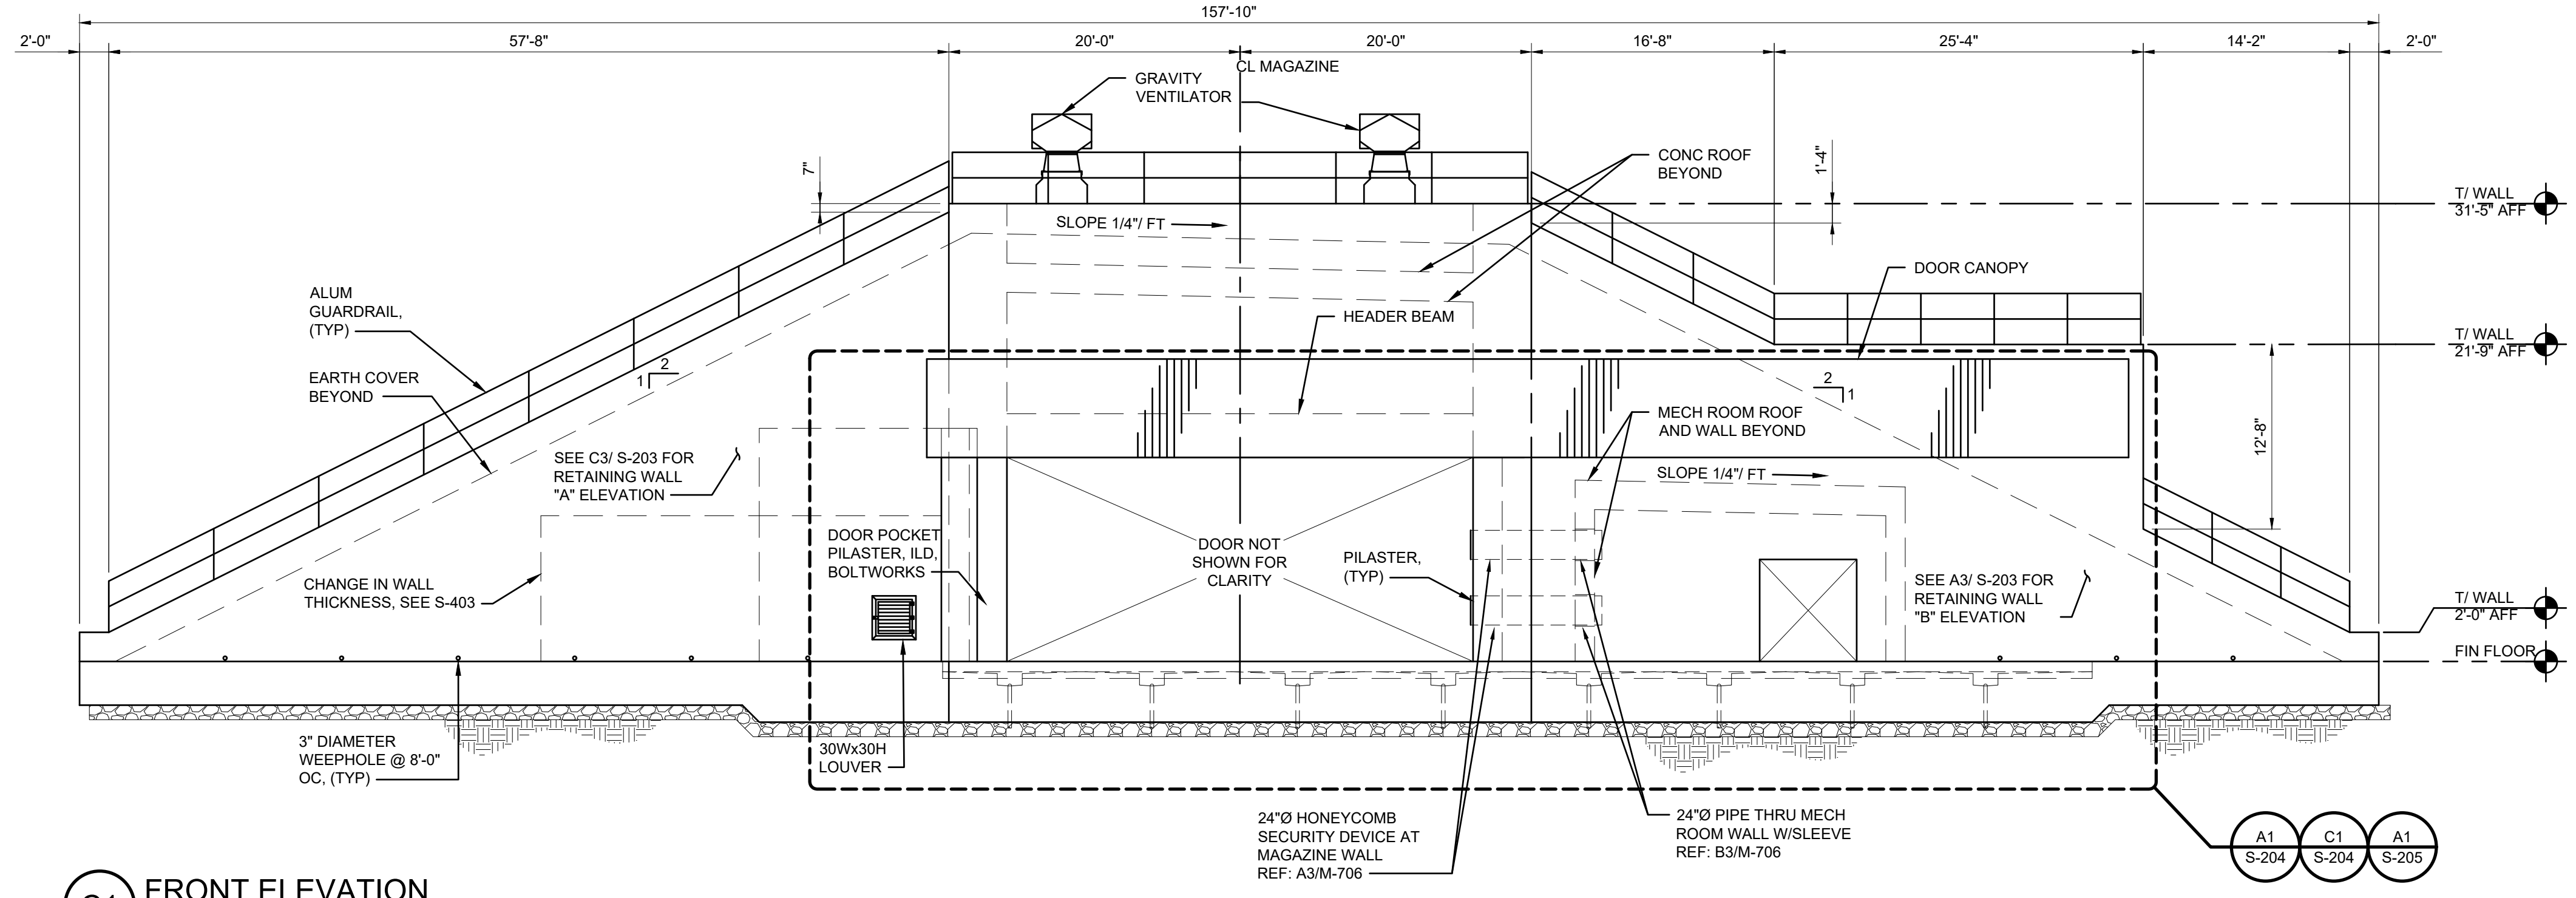 157'-10"
2'-0"
57'-8"
20'-0"
20'-0"
16'-8"
25'-4"
14'-2"
2'-0"
CL MAGAZINE
GRAVITY
VENTILATOR
7"
1'-4"
CONC ROOF
BEYOND
T/ WALL
31'-5" AFF
SLOPE 1/4"/ FT
DOOR CANOPY
ALUM
GUARDRAIL,
(TYP)
HEADER BEAM
T/ WALL
21'-9" AFF
EARTH COVER
BEYOND
2
1
2
1
12'-8"
MECH ROOM ROOF
AND WALL BEYOND
SEE C3/ S-203 FOR
RETAINING WALL
"A" ELEVATION
SLOPE 1/4"/ FT
DOOR POCKET
PILASTER, ILD,
BOLTWORKS
DOOR NOT
SHOWN FOR
CLARITY
PILASTER,
(TYP)
CHANGE IN WALL
THICKNESS, SEE S-403
SEE A3/ S-203 FOR
RETAINING WALL
"B" ELEVATION
T/ WALL
2'-0" AFF
FIN FLOOR
3" DIAMETER
WEEPHOLE @ 8'-0"
OC, (TYP)
30Wx30H
LOUVER
24"Ø HONEYCOMB
SECURITY DEVICE AT
MAGAZINE WALL
REF: A3/M-706
24"Ø PIPE THRU MECH
ROOM WALL W/SLEEVE
REF: B3/M-706
A1
S-204
C1
S-204
A1
S-205
FRONT ELEVATION